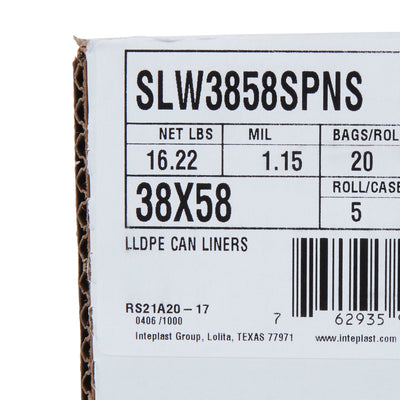 SLW3858SPNS
NET LBS MIL BAGS/ROL
16.22 1.15 20
38X58 ROLL/CASE
5
LLDPE CAN LINERS
RS21A20-17
0406 /1000
7 62935
Inteplast Group, Lolita, TEXAS 77971 www.inteplast.com